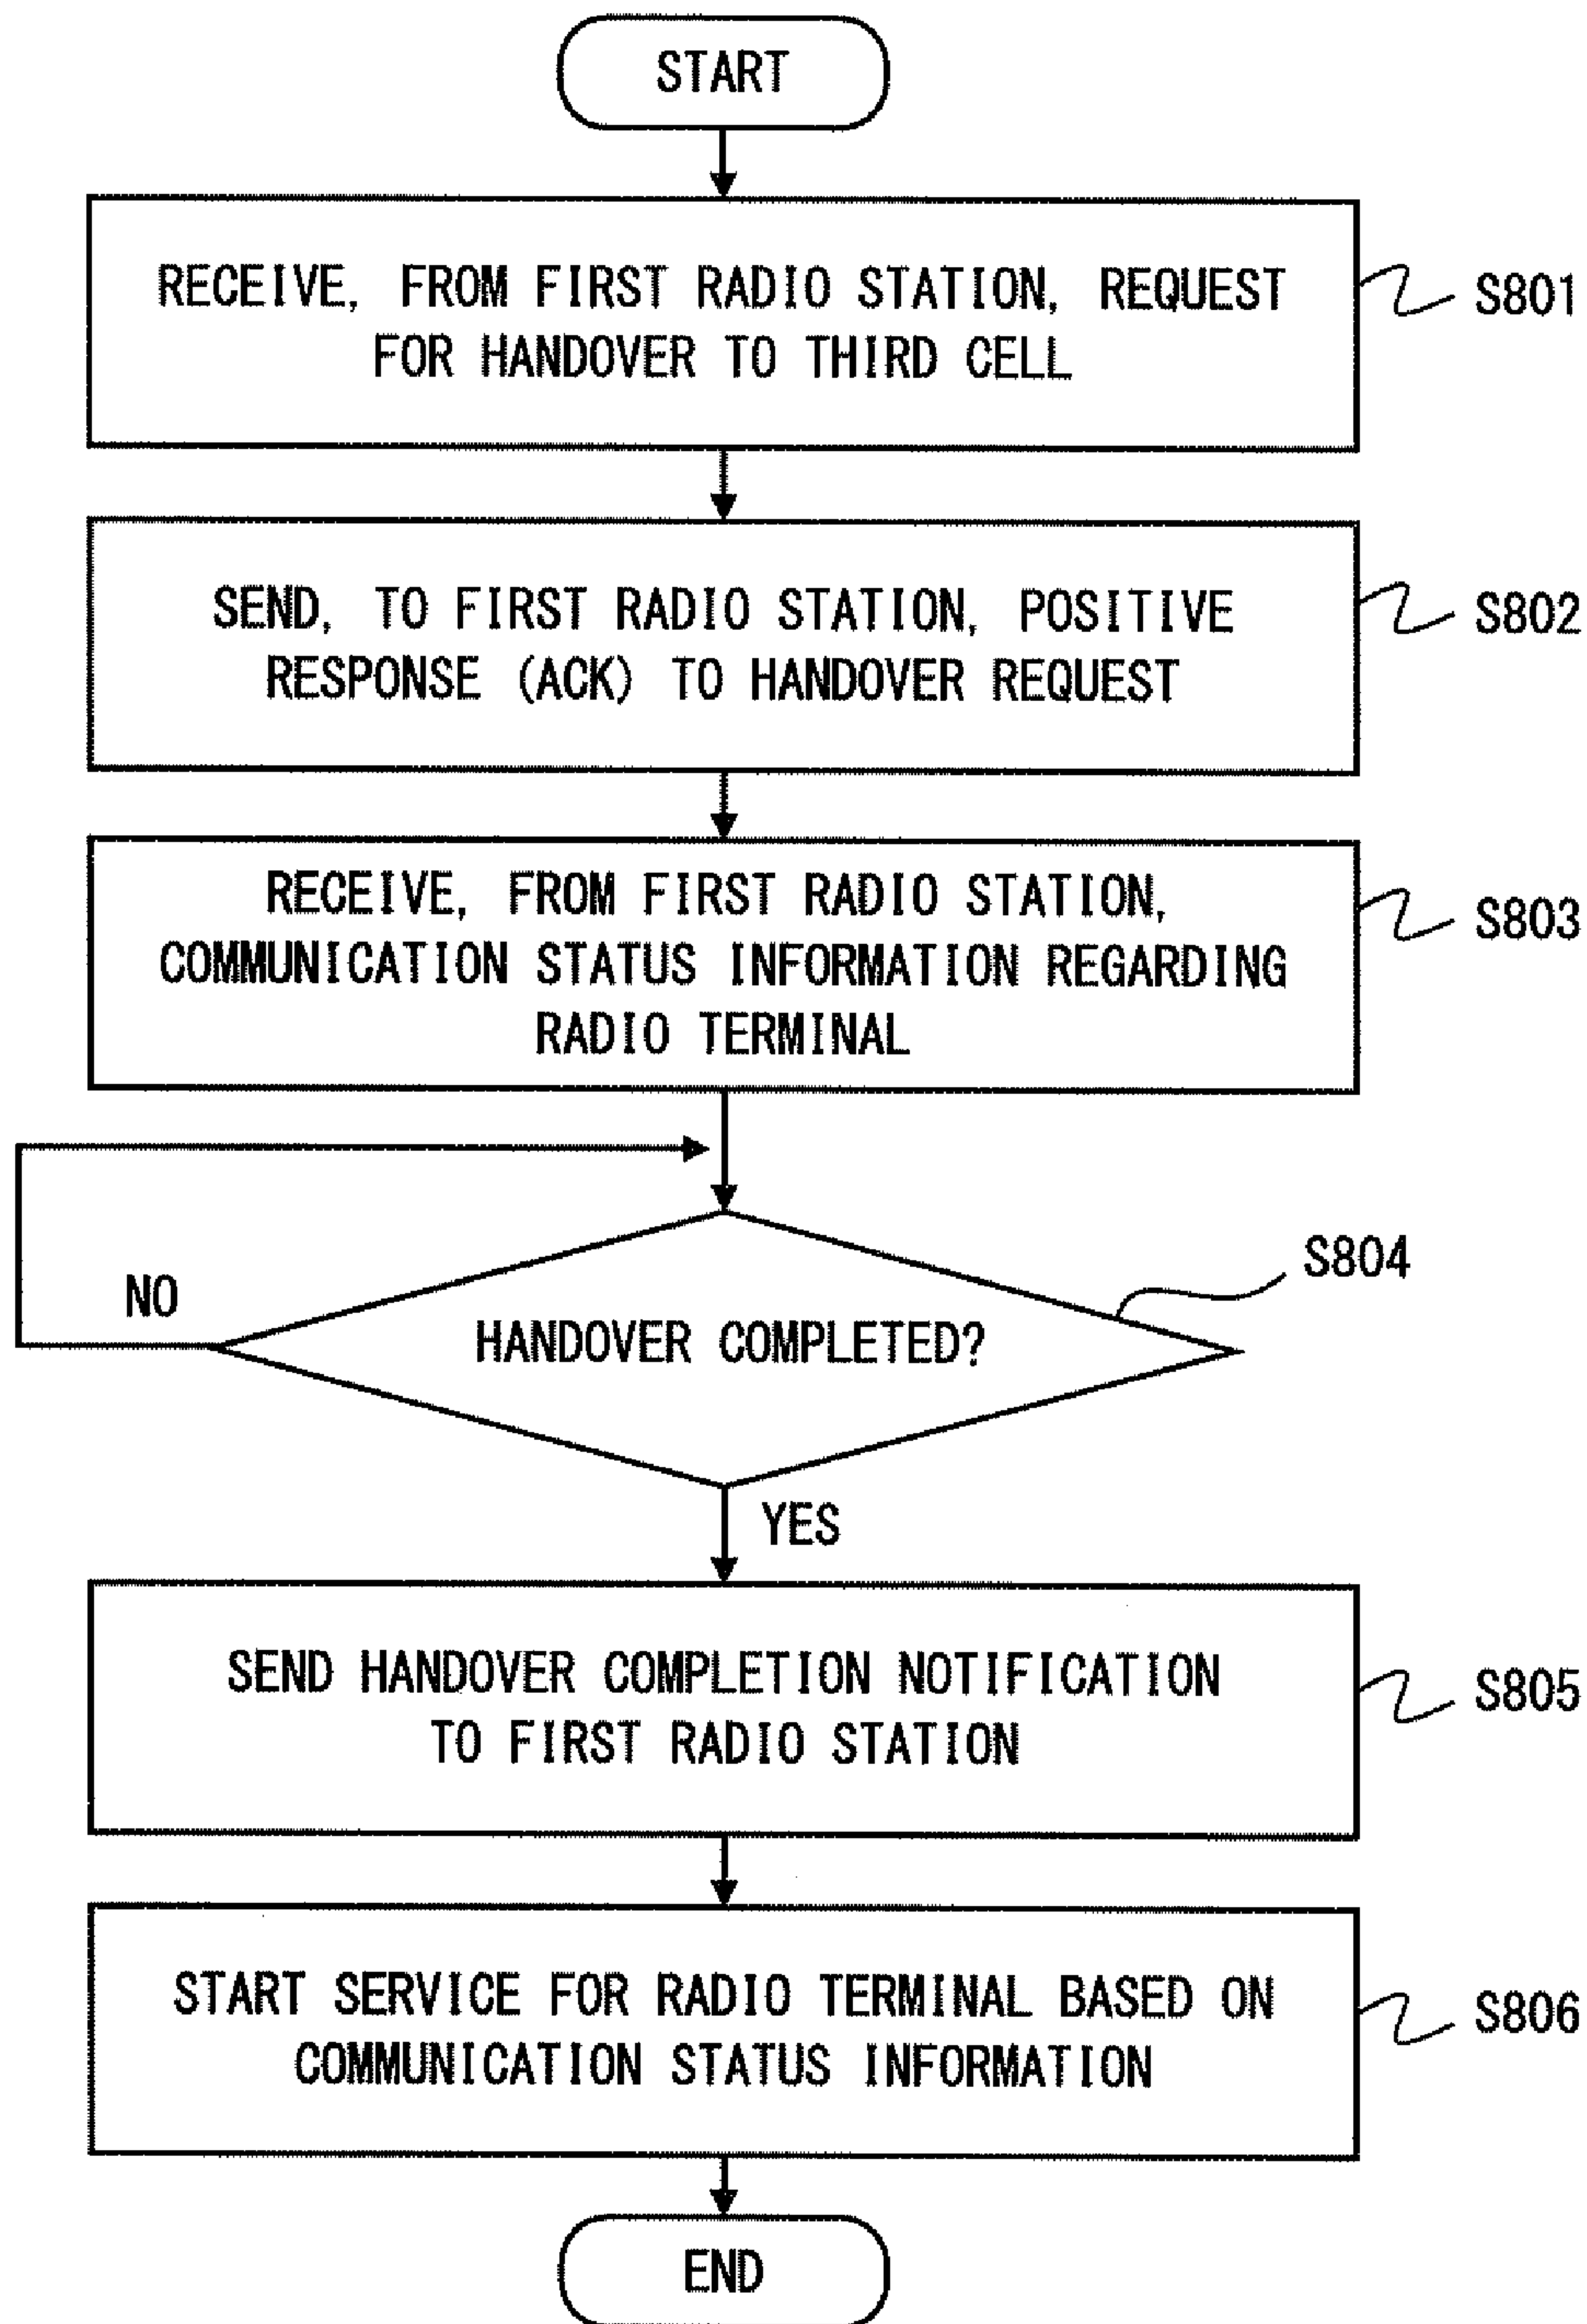 START
RECEIVE, FROM FIRST RADIO STATION, REQUEST
FOR HANDOVER TO THIRD CELL
S801
SEND, TO FIRST RADIO STATION, POSITIVE
RESPONSE (ACK) TO HANDOVER REQUEST
S802
RECEIVE, FROM FIRST RADIO STATION,
COMMUNICATION STATUS INFORMATION REGARDING
RADIO TERMINAL
S803
S804
NO
HANDOVER COMPLETED?
YES
SEND HANDOVER COMPLETION NOTIFICATION
TO FIRST RADIO STATION
S805
START SERVICE FOR RADIO TERMINAL BASED ON
COMMUNICATION STATUS INFORMATION
S806
END